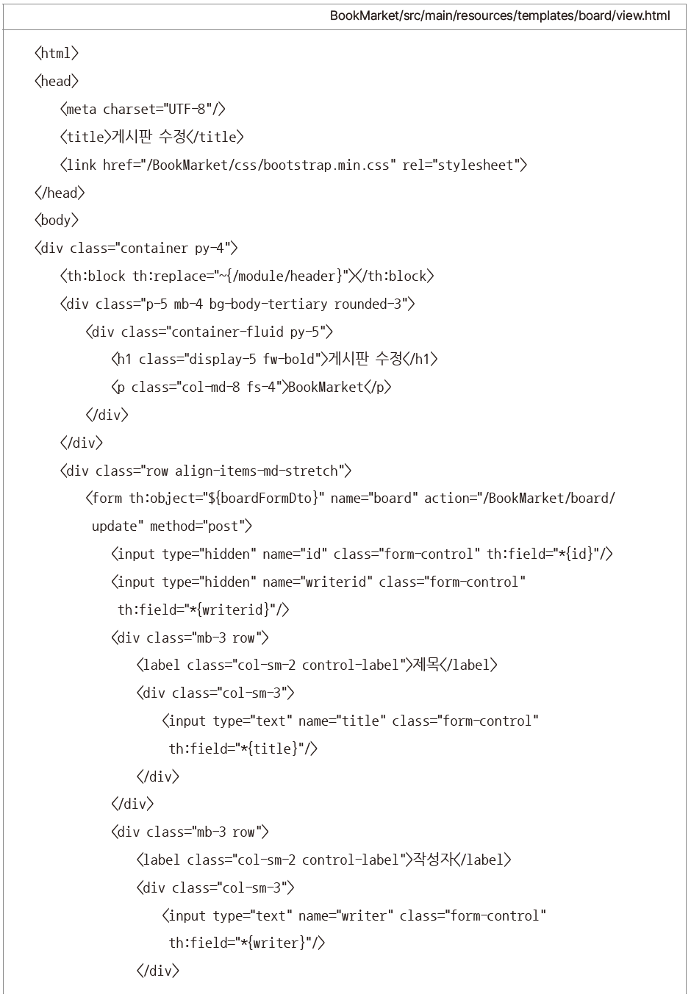 BookMarket/src/main/resources/templates/board/view.html
<html>
<head>
    <meta charset="UTF-8"/>
    <title>게시판 수정</title>
    <link href="/BookMarket/css/bootstrap.min.css" rel="stylesheet">
</head>
<body>
<div class="container py-4">
    <th:block th:replace="~{/module/header}"></th:block>
    <div class="p-5 mb-4 bg-body-tertiary rounded-3">
        <div class="container-fluid py-5">
            <h1 class="display-5 fw-bold">게시판 수정</h1>
            <p class="col-md-8 fs-4">BookMarket</p>
        </div>
    </div>
    <div class="row align-items-md-stretch">
        <form th:object="${boardFormDto}" name="board" action="/BookMarket/board/
         update" method="post">
            <input type="hidden" name="id" class="form-control" th:field="*{id}"/>
            <input type="hidden" name="writerid" class="form-control"
             th:field="*{writerid}"/>
            <div class="mb-3 row">
                <label class="col-sm-2 control-label">제목</label>
                <div class="col-sm-3">
                    <input type="text" name="title" class="form-control"
                     th:field="*{title}"/>
                </div>
            </div>
            <div class="mb-3 row">
                <label class="col-sm-2 control-label">작성자</label>
                <div class="col-sm-3">
                    <input type="text" name="writer" class="form-control"
                     th:field="*{writer}"/>
                </div>